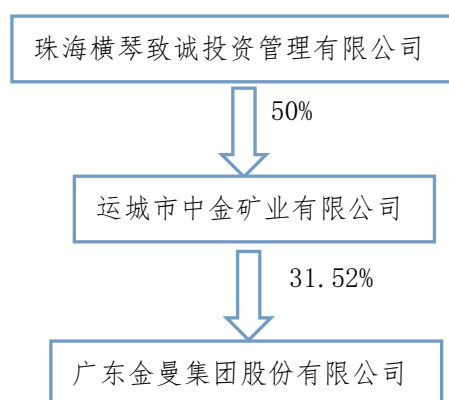 珠海横琴致诚投资管理有限公司
50%
运城市中金矿业有限公司
31.52%
广东金曼集团股份有限公司